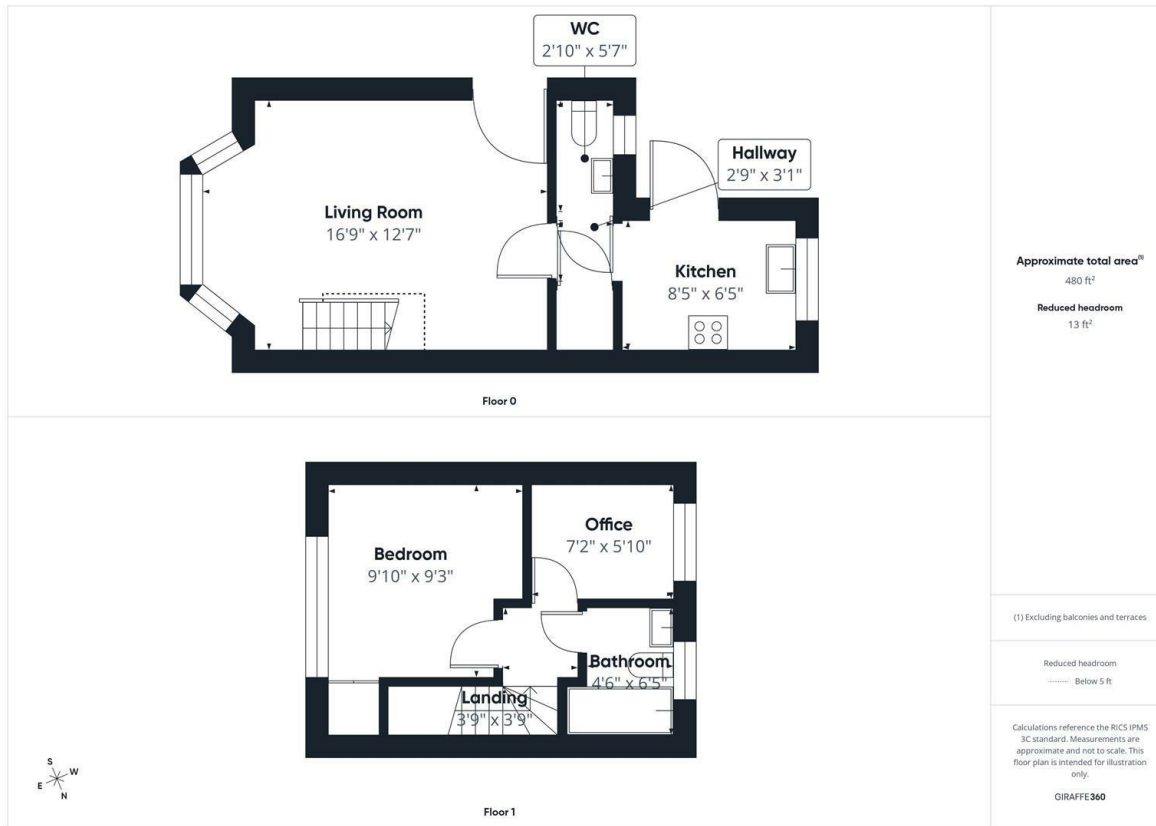 WC
2'10" x 5'7"
Hallway
2'9" x 3'1"
Living Room
16'9" x 12'7"
Kitchen
8'5" x 6'5"
Floor 0
Office
7'2" x 5'10"
Bedroom
9'10" x 9'3"
Bathroom
4'6" x 6'5"
Landing
3'9" x 3'9"
S
W
E
N
Floor 1
Approximate total area(1)
480 ft²
Reduced headroom
13 ft²
(1) Excluding balconies and terraces
Reduced headroom
Below 5 ft
Calculations reference the RICS IPMS
3C standard. Measurements are
approximate and not to scale. This
floor plan is intended for illustration
only.
GIRAFFE360